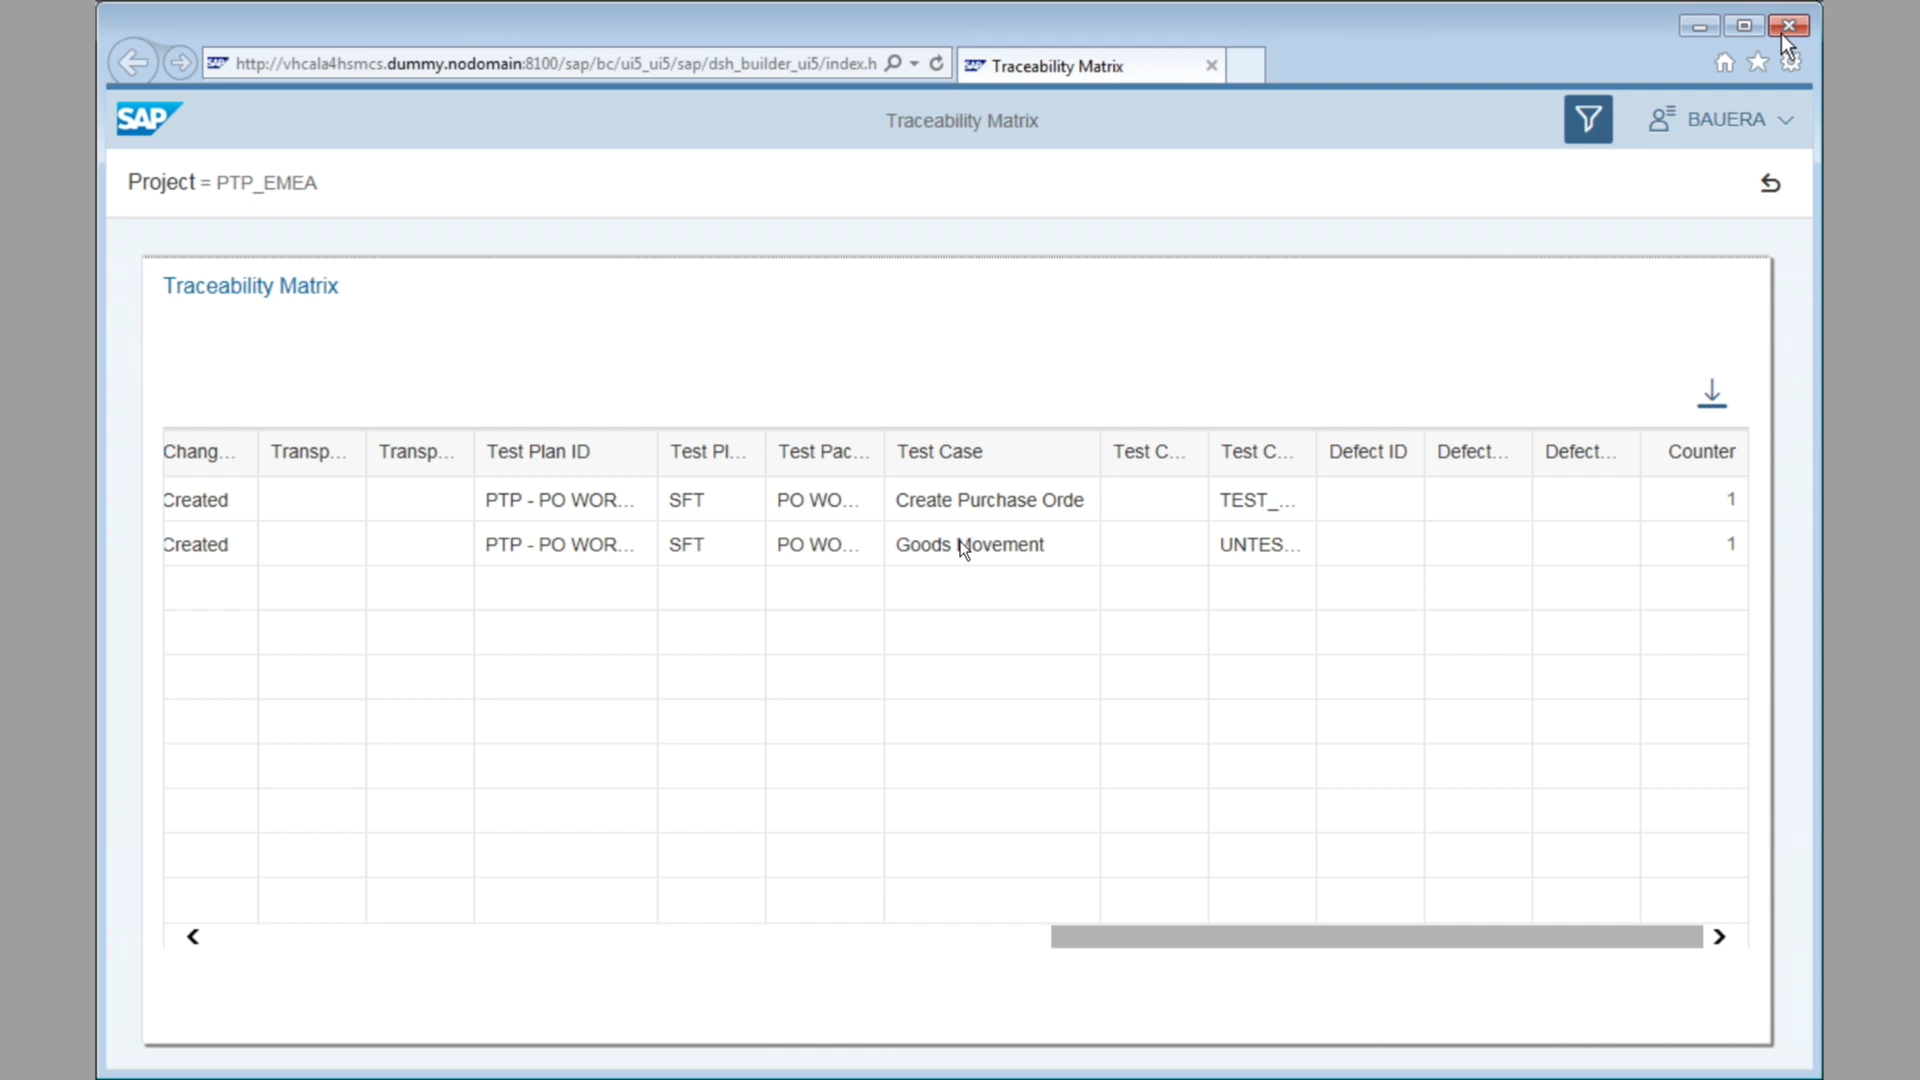 http://vhcala4hsmcs.dummy.nodomain:8100/sap/bc/ui5_ui5/sap/dsh_builder_ui5/index.h
SAP Traceability Matrix
SAP Traceability Matrix BAUERA
Project = PTP_EMEA
Traceability Matrix
Chang... Transp... Transp... Test Plan ID Test Pl... Test Pac... Test Case Test C... Test C... Defect ID Defect... Defect... Counter
Created PTP - PO WOR... SFT PO WO... Create Purchase Orde TEST_... 1
Created PTP - PO WOR... SFT PO WO... Goods Movement UNTES... 1